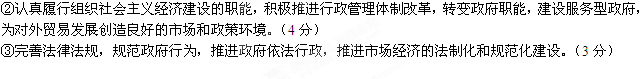 ②认真履行组织社会主义经济建设的职能，积极推进行政管理体制改革，转变政府职能，建设服务型政府，
为对外贸易发展创造良好的市场和政策环境。（4 分）
③完善法律法规，规范政府行为，推进政府依法行政，推进市场经济的法制化和规范化建设。（3 分）